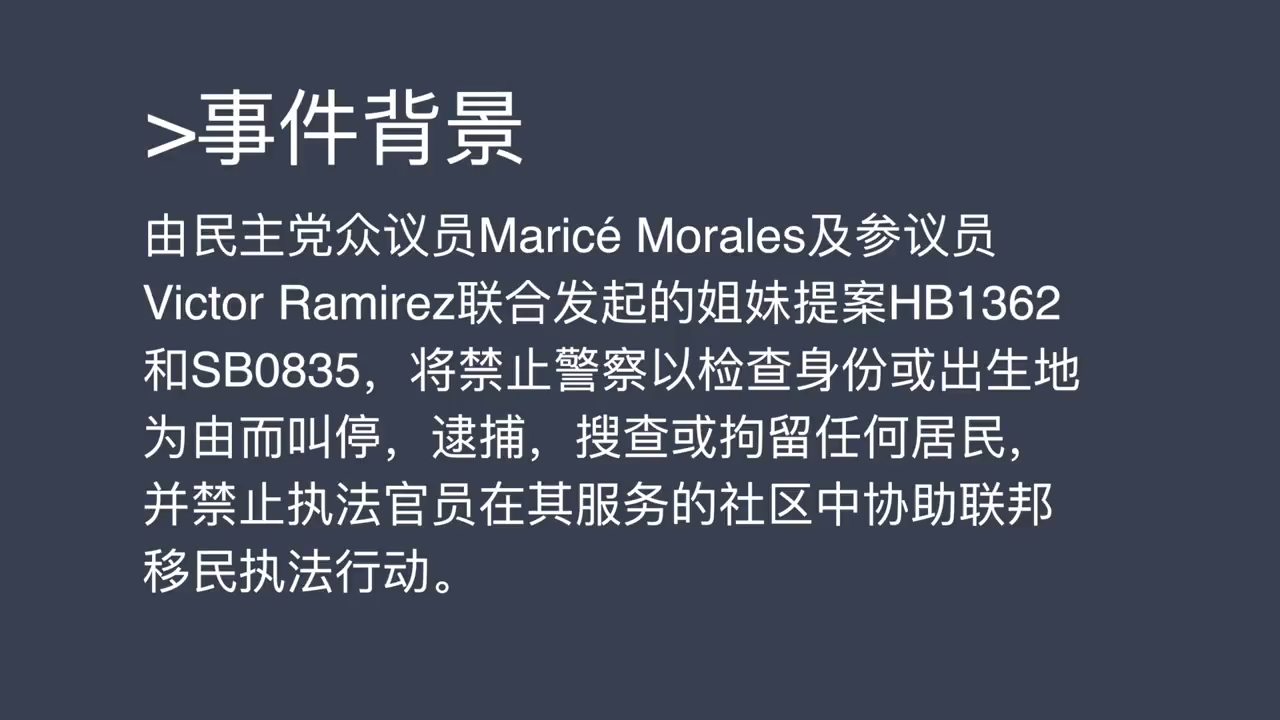 >事件背景
由民主党众议员Maricé Morales及参议员
Victor Ramirez联合发起的姐妹提案HB1362
和SB0835，将禁止警察以检查身份或出生地
为由而叫停，逮捕，搜查或拘留任何居民，
并禁止执法官员在其服务的社区中协助联邦
移民执法行动。